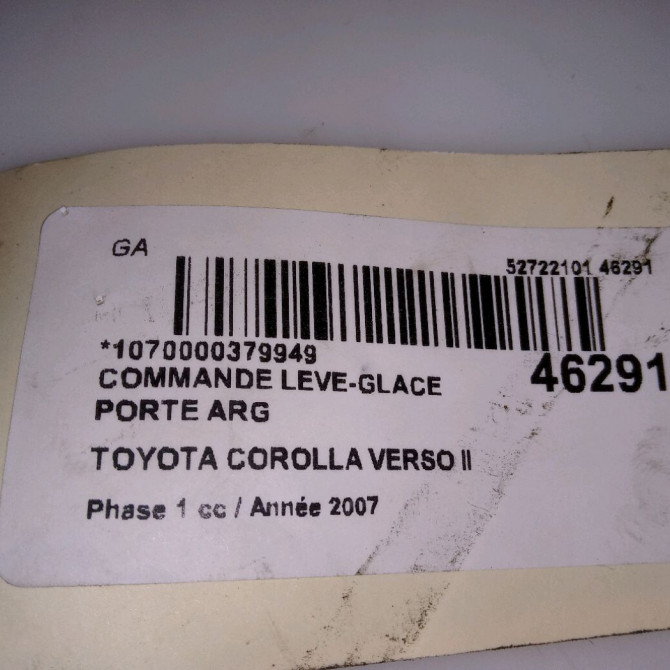 GA
52722101 46291
*1070000379949
46291
COMMANDE LEVE-GLACE
PORTE ARG
TOYOTA COROLLA VERSO II
Phase 1 cc / Année 2007